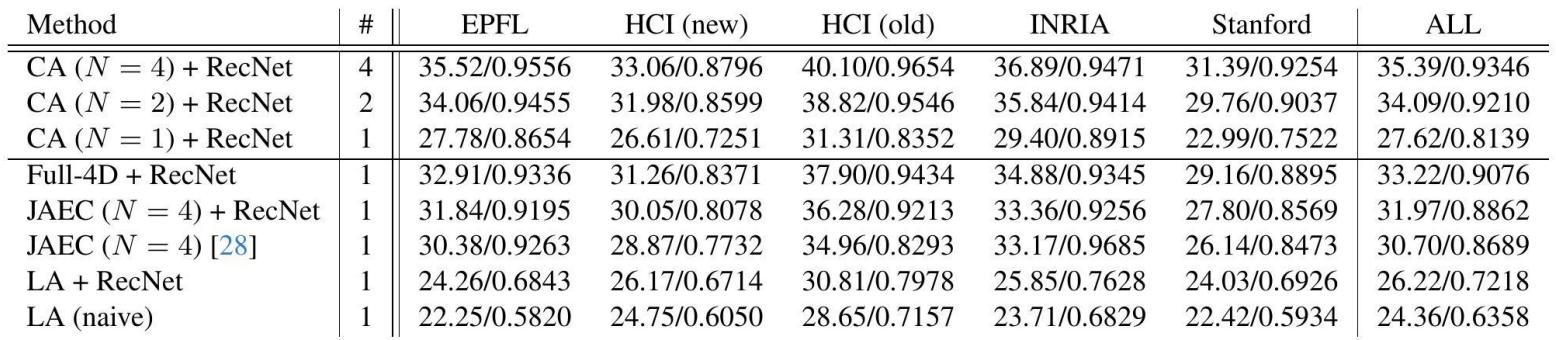 Method # EPFL HCI (new) HCI (old) INRIA Stanford ALL
CA (N = 4) + RecNet 4 35.52/0.9556 33.06/0.8796 40.10/0.9654 36.89/0.9471 31.39/0.9254 35.39/0.9346
CA (N = 2) + RecNet 2 34.06/0.9455 31.98/0.8599 38.82/0.9546 35.84/0.9414 29.76/0.9037 34.09/0.9210
CA (N = 1) + RecNet 1 27.78/0.8654 26.61/0.7251 31.31/0.8352 29.40/0.8915 22.99/0.7522 27.62/0.8139
Full-4D + RecNet 1 32.91/0.9336 31.26/0.8371 37.90/0.9434 34.88/0.9345 29.16/0.8895 33.22/0.9076
JAEC (N = 4) + RecNet 1 31.84/0.9195 30.05/0.8078 36.28/0.9213 33.36/0.9256 27.80/0.8569 31.97/0.8862
JAEC (N = 4) [28] 1 30.38/0.9263 28.87/0.7732 34.96/0.8293 33.17/0.9685 26.14/0.8473 30.70/0.8689
LA + RecNet 1 24.26/0.6843 26.17/0.6714 30.81/0.7978 25.85/0.7628 24.03/0.6926 26.22/0.7218
LA (naive) 1 22.25/0.5820 24.75/0.6050 28.65/0.7157 23.71/0.6829 22.42/0.5934 24.36/0.6358